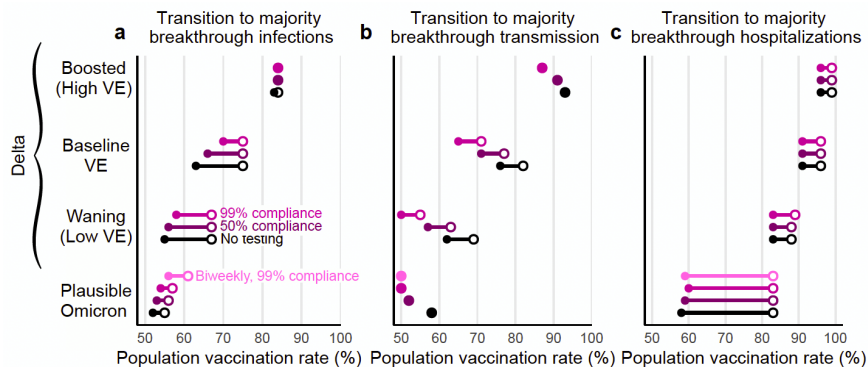 a Transition to majority breakthrough infections
b Transition to majority breakthrough transmission
c Transition to majority breakthrough hospitalizations
Delta
Boosted
(High VE)
Baseline
VE
Waning
(Low VE)
Plausible
Omicron
99% compliance
50% compliance
No testing
Biweekly, 99% compliance
50 60 70 80 90 100
50 60 70 80 90 100
50 60 70 80 90 100
Population vaccination rate (%)
Population vaccination rate (%)
Population vaccination rate (%)